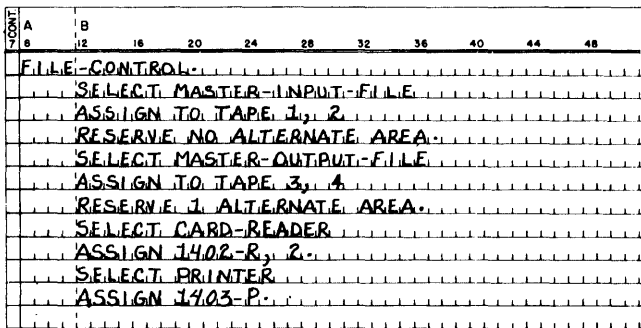 CONT
A B
7 8 12 16 20 24 28 32 36 40 44 48
FILE-CONTROL.
SELECT MASTER-INPUT-FILE
ASSIGN TO TAPE 1, 2
RESERVE NO ALTERNATE AREA.
SELECT MASTER-OUTPUT-FILE
ASSIGN TO TAPE 3, 4
RESERVE 1 ALTERNATE AREA.
SELECT CARD-READER
ASSIGN 1402-R, 2.
SELECT PRINTER
ASSIGN 1403-P.